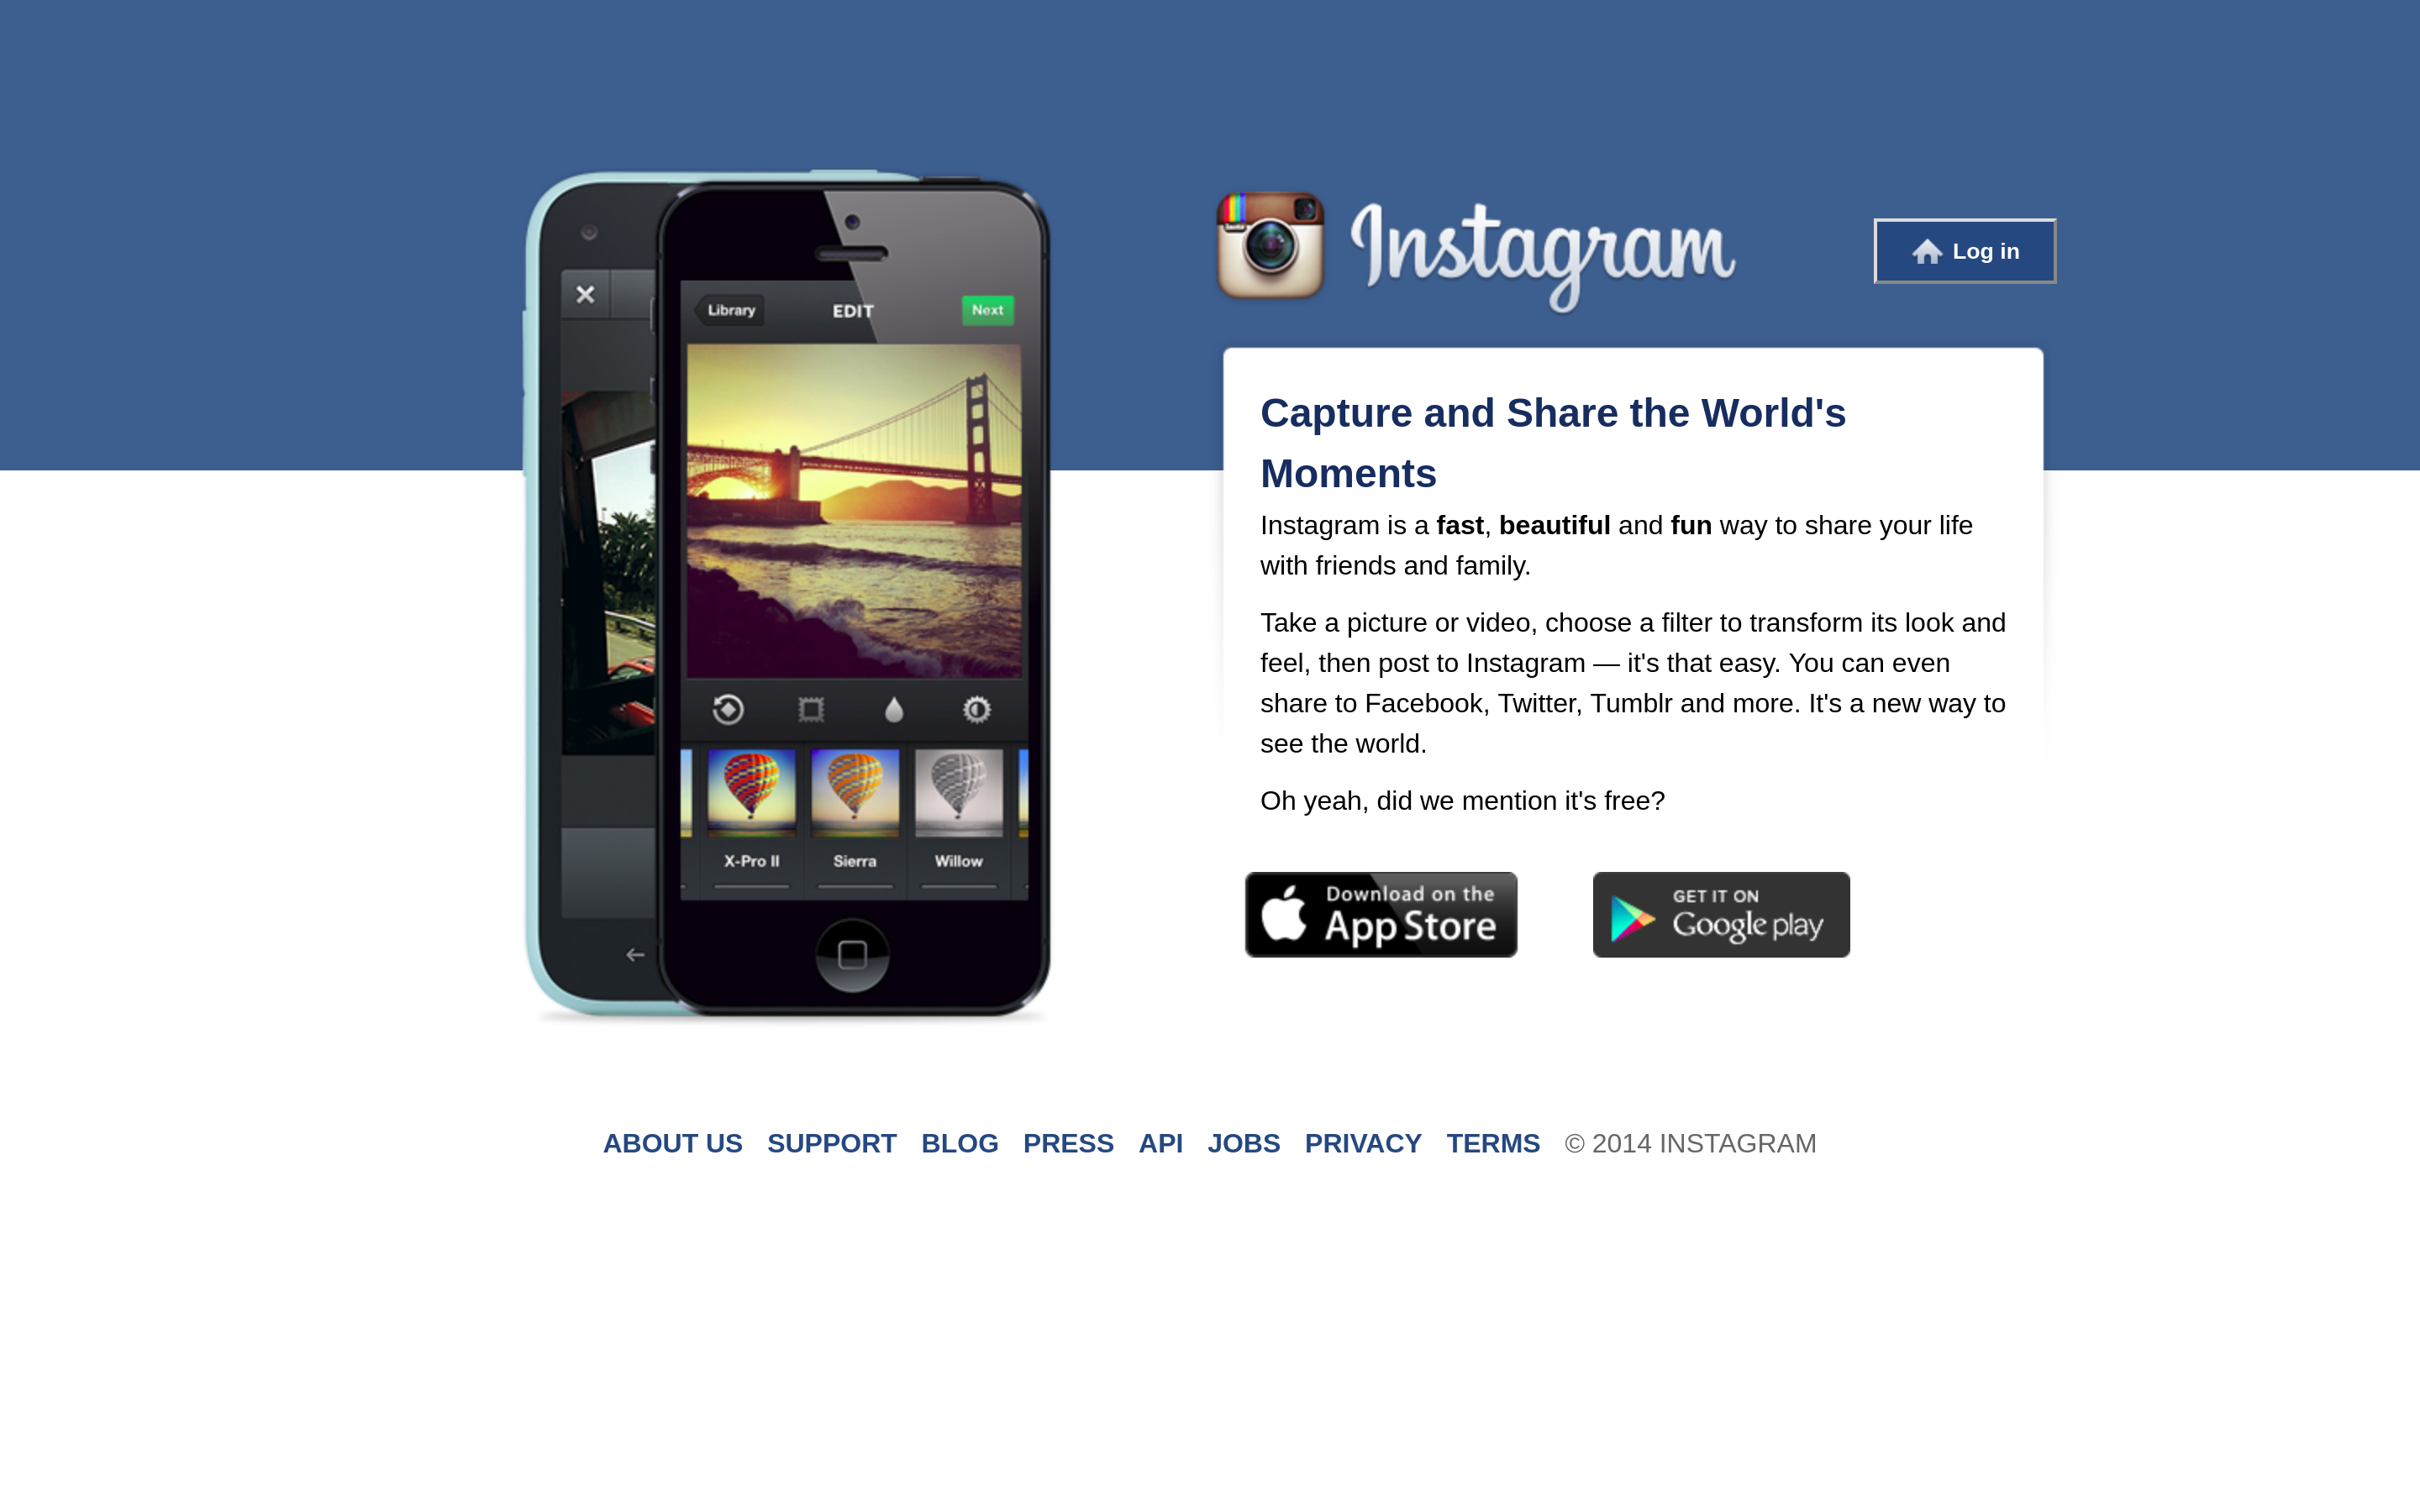 Library
EDIT
Next
X-Pro II
Sierra
Willow
Instagram
Log in
Capture and Share the World's
Moments
Instagram is a fast, beautiful and fun way to share your life
with friends and family.
Take a picture or video, choose a filter to transform its look and
feel, then post to Instagram — it's that easy. You can even
share to Facebook, Twitter, Tumblr and more. It's a new way to
see the world.
Oh yeah, did we mention it's free?
Download on the
App Store
GET IT ON
Google play
ABOUT US SUPPORT BLOG PRESS API JOBS PRIVACY TERMS © 2014 INSTAGRAM